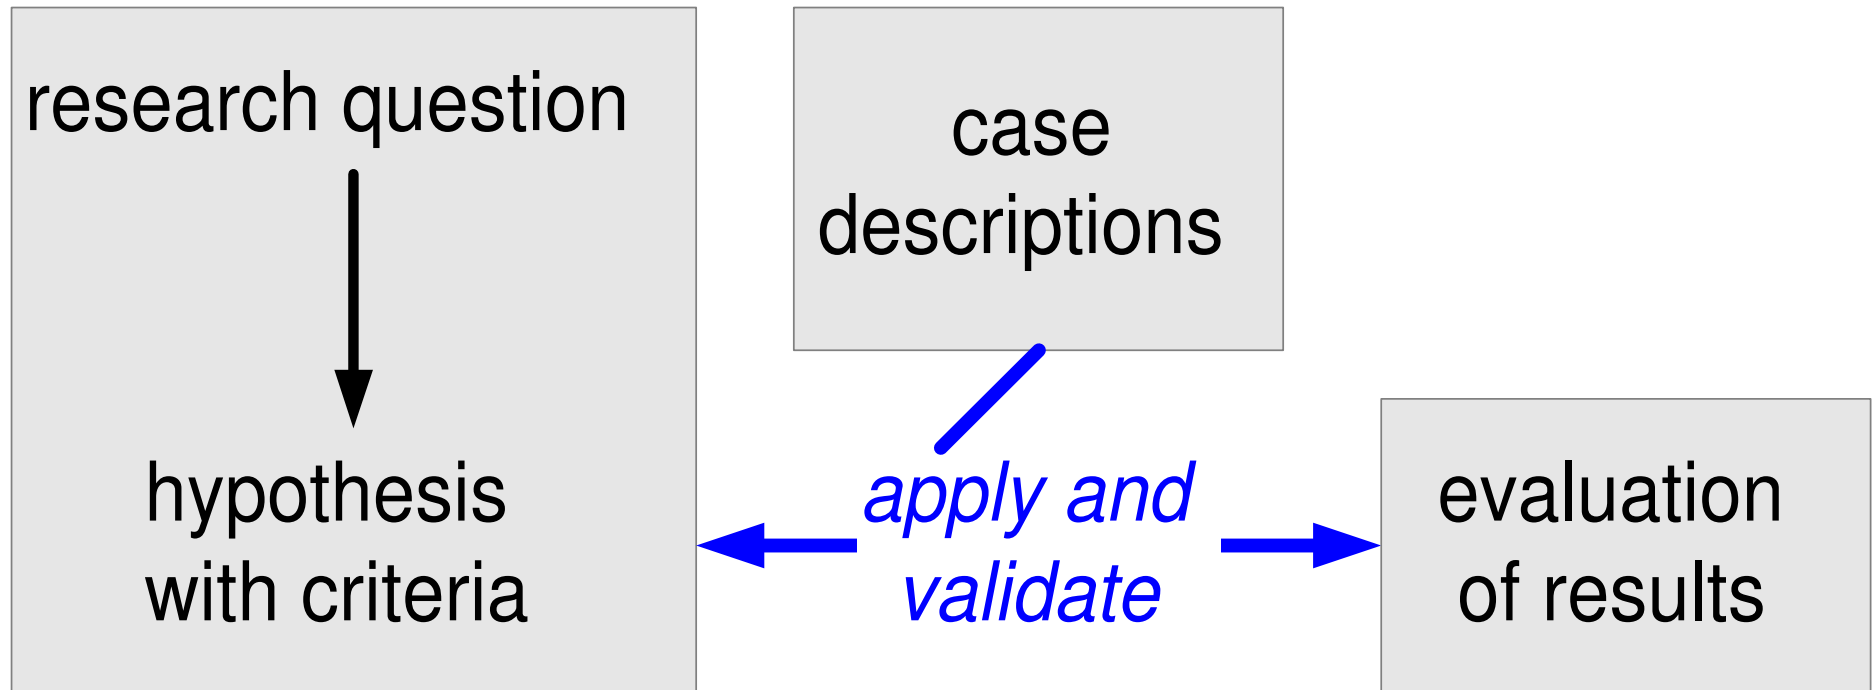 research question
hypothesis
with criteria
case
descriptions
apply and
validate
evaluation
of results